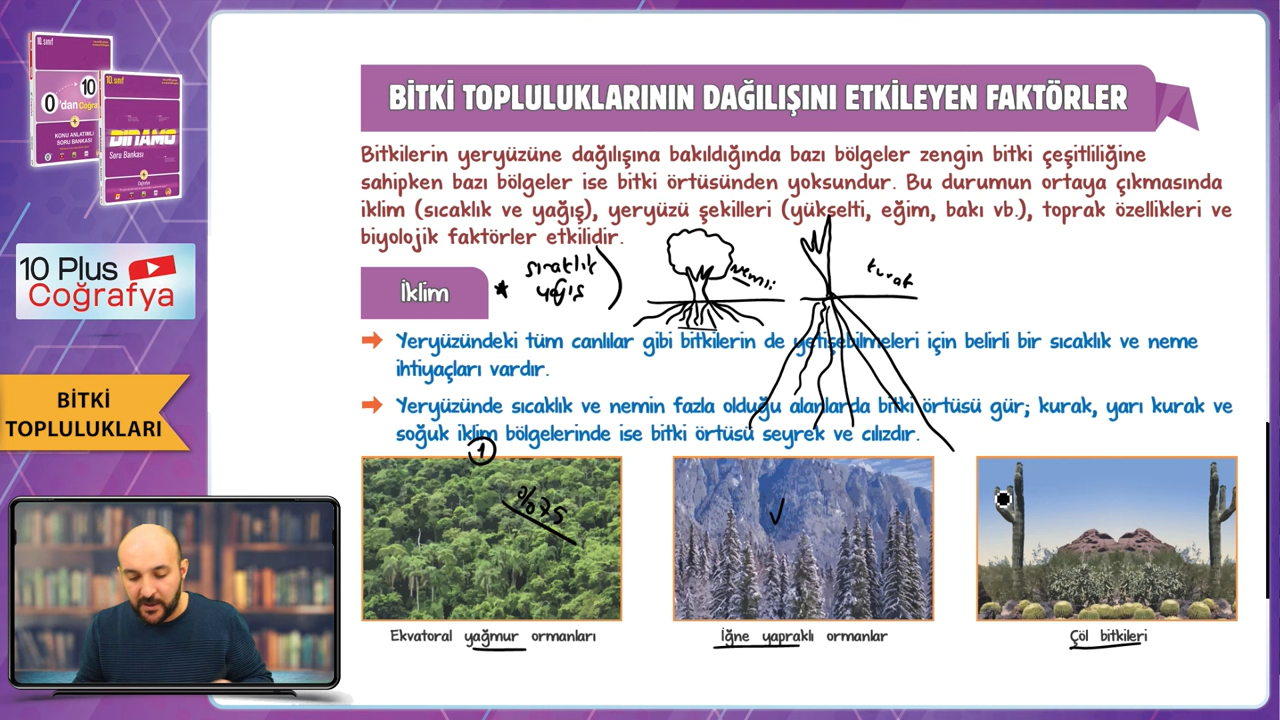 10. sınıf
10. sınıf
0'dan 10
KONU ANLATIMLI
SORU BANKASI
DİNAMO
Soru Bankası
Coğrafya
10 Plus
Coğrafya
BİTKİ
TOPLULUKLARI
BİTKİ TOPLULUKLARININ DAĞILIŞINI ETKİLEYEN FAKTÖRLER
Bitkilerin yeryüzüne dağılışına bakıldığında bazı bölgeler zengin bitki çeşitliliğine
sahipken bazı bölgeler ise bitki örtüsünden yoksundur. Bu durumun ortaya çıkmasında
iklim (sıcaklık ve yağış), yeryüzü şekilleri (yükselti, eğim, bakı vb.), toprak özellikleri ve
biyolojik faktörler etkilidir.
İklim
* sıcaklık
yağış
nemli
kurak
Yeryüzündeki tüm canlılar gibi bitkilerin de yetişebilmeleri için belirli bir sıcaklık ve neme
ihtiyaçları vardır.
Yeryüzünde sıcaklık ve nemin fazla olduğu alanlarda bitki örtüsü gür; kurak, yarı kurak ve
soğuk iklim bölgelerinde ise bitki örtüsü seyrek ve cılızdır.
1
%75
Ekvatoral yağmur ormanları
İğne yapraklı ormanlar
Çöl bitkileri